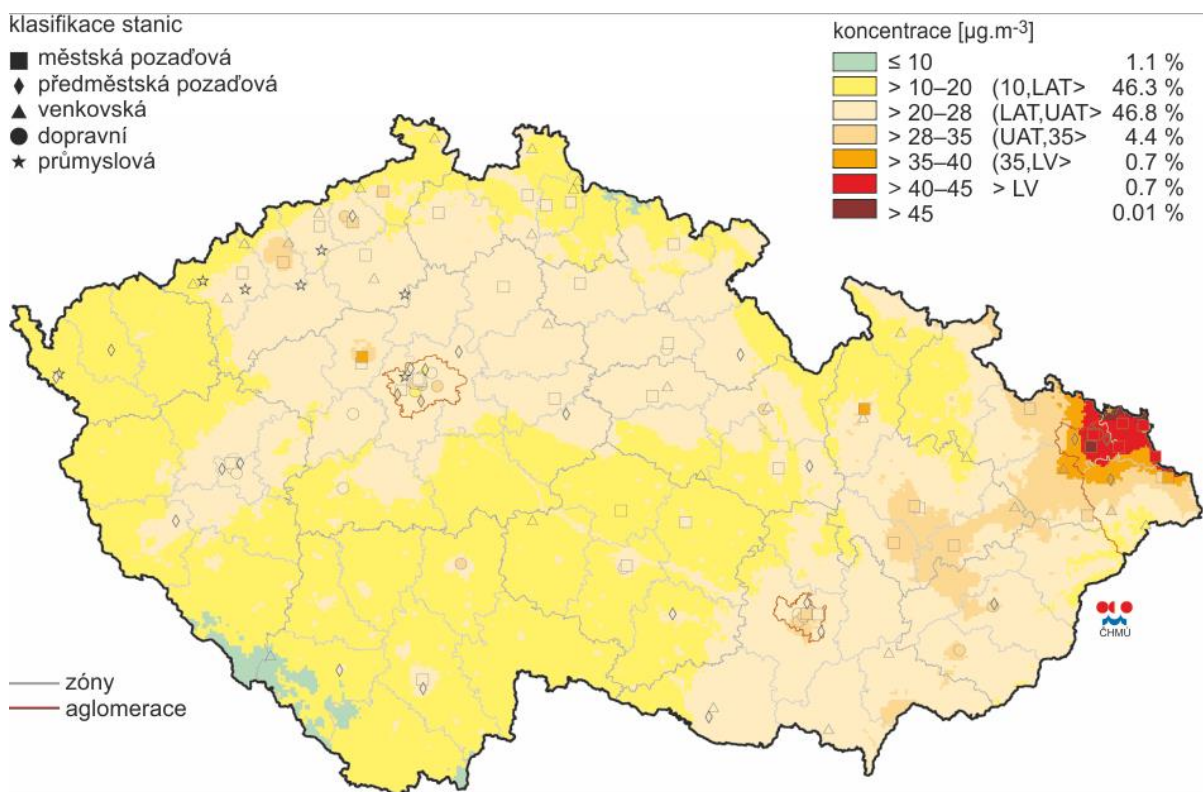 klasifikace stanic
městská pozaďová
předměstská pozaďová
venkovská
dopravní
průmyslová
koncentrace [µg.m-3]
≤ 10 1.1 %
> 10–20 (10,LAT> 46.3 %
> 20–28 (LAT,UAT> 46.8 %
> 28–35 (UAT,35> 4.4 %
> 35–40 (35,LV> 0.7 %
> 40–45 > LV 0.7 %
> 45 0.01 %
ČHMÚ
zóny
aglomerace